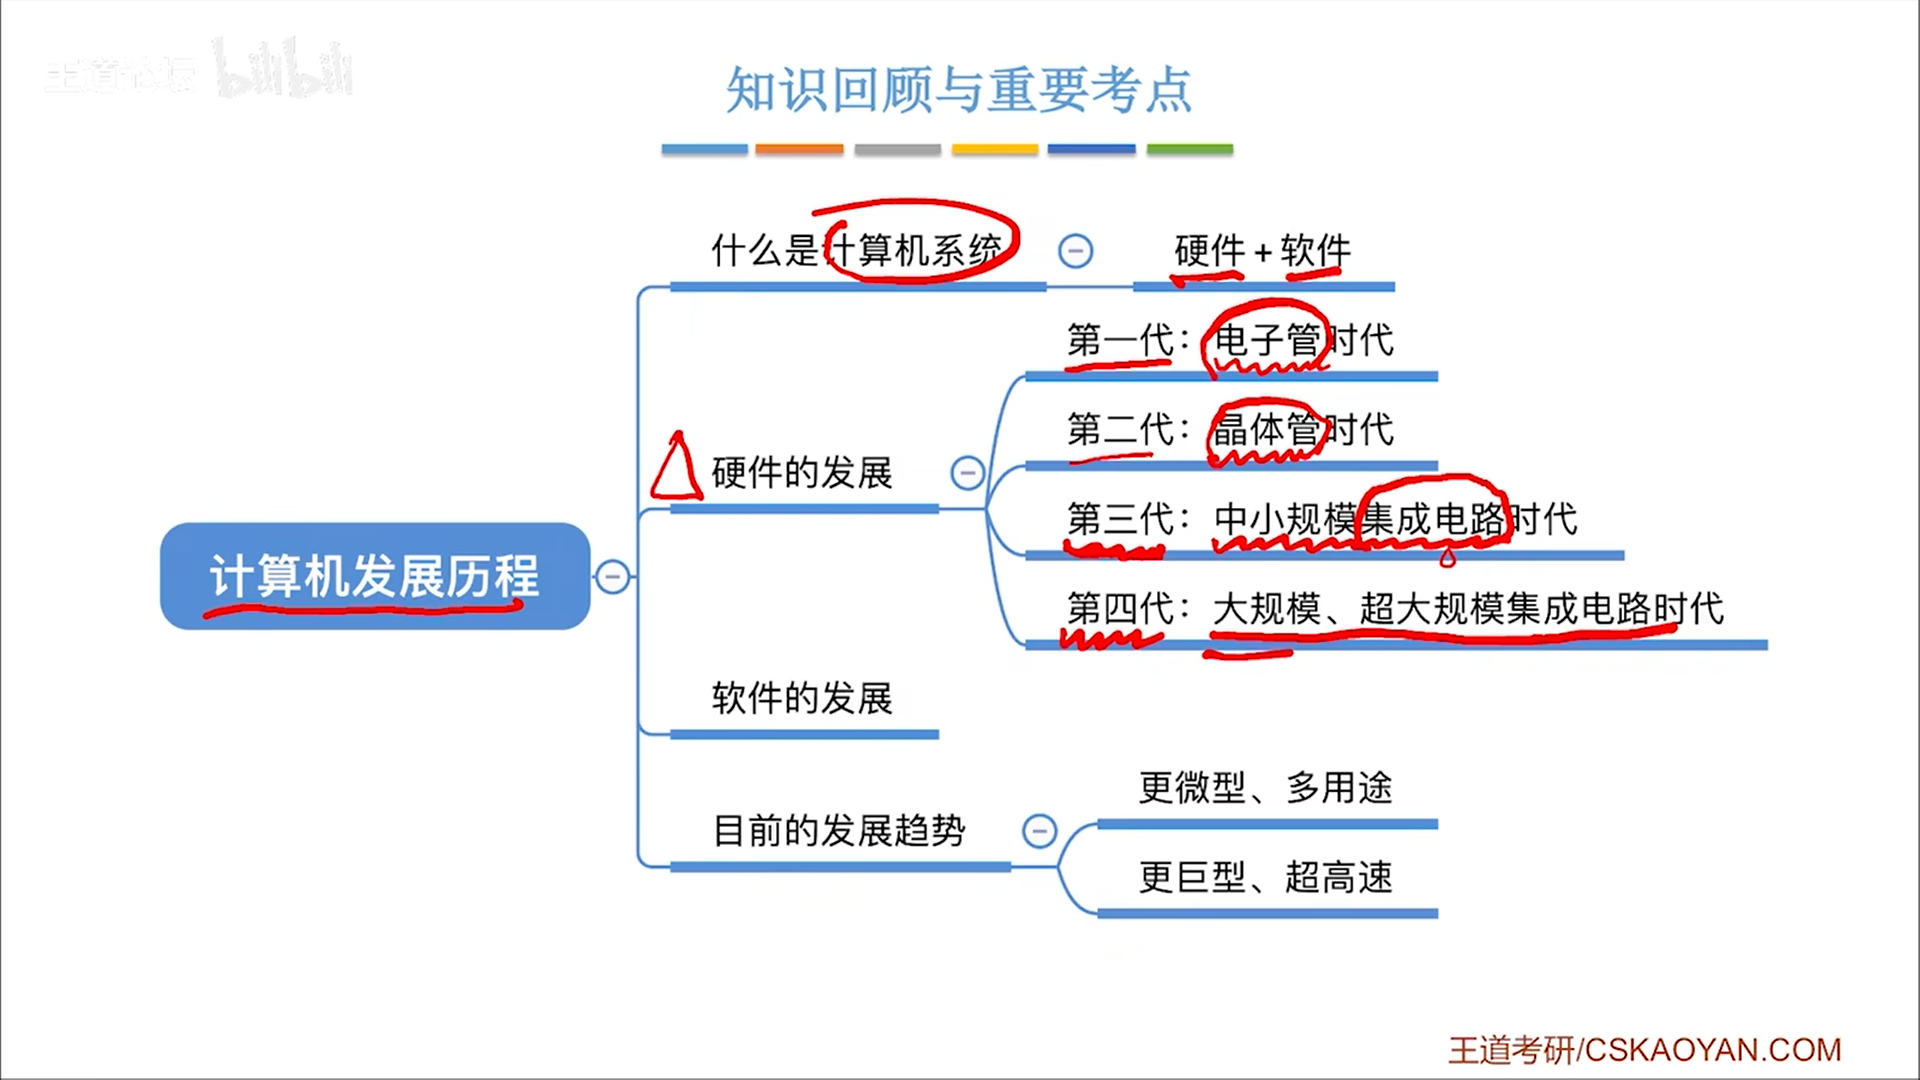 王道论坛 bilibili
知识回顾与重要考点
什么是计算机系统
硬件 + 软件
第一代：电子管时代
第二代：晶体管时代
硬件的发展
第三代：中小规模集成电路时代
计算机发展历程
第四代：大规模、超大规模集成电路时代
软件的发展
更微型、多用途
目前的发展趋势
更巨型、超高速
王道考研/CSKAOYAN.COM